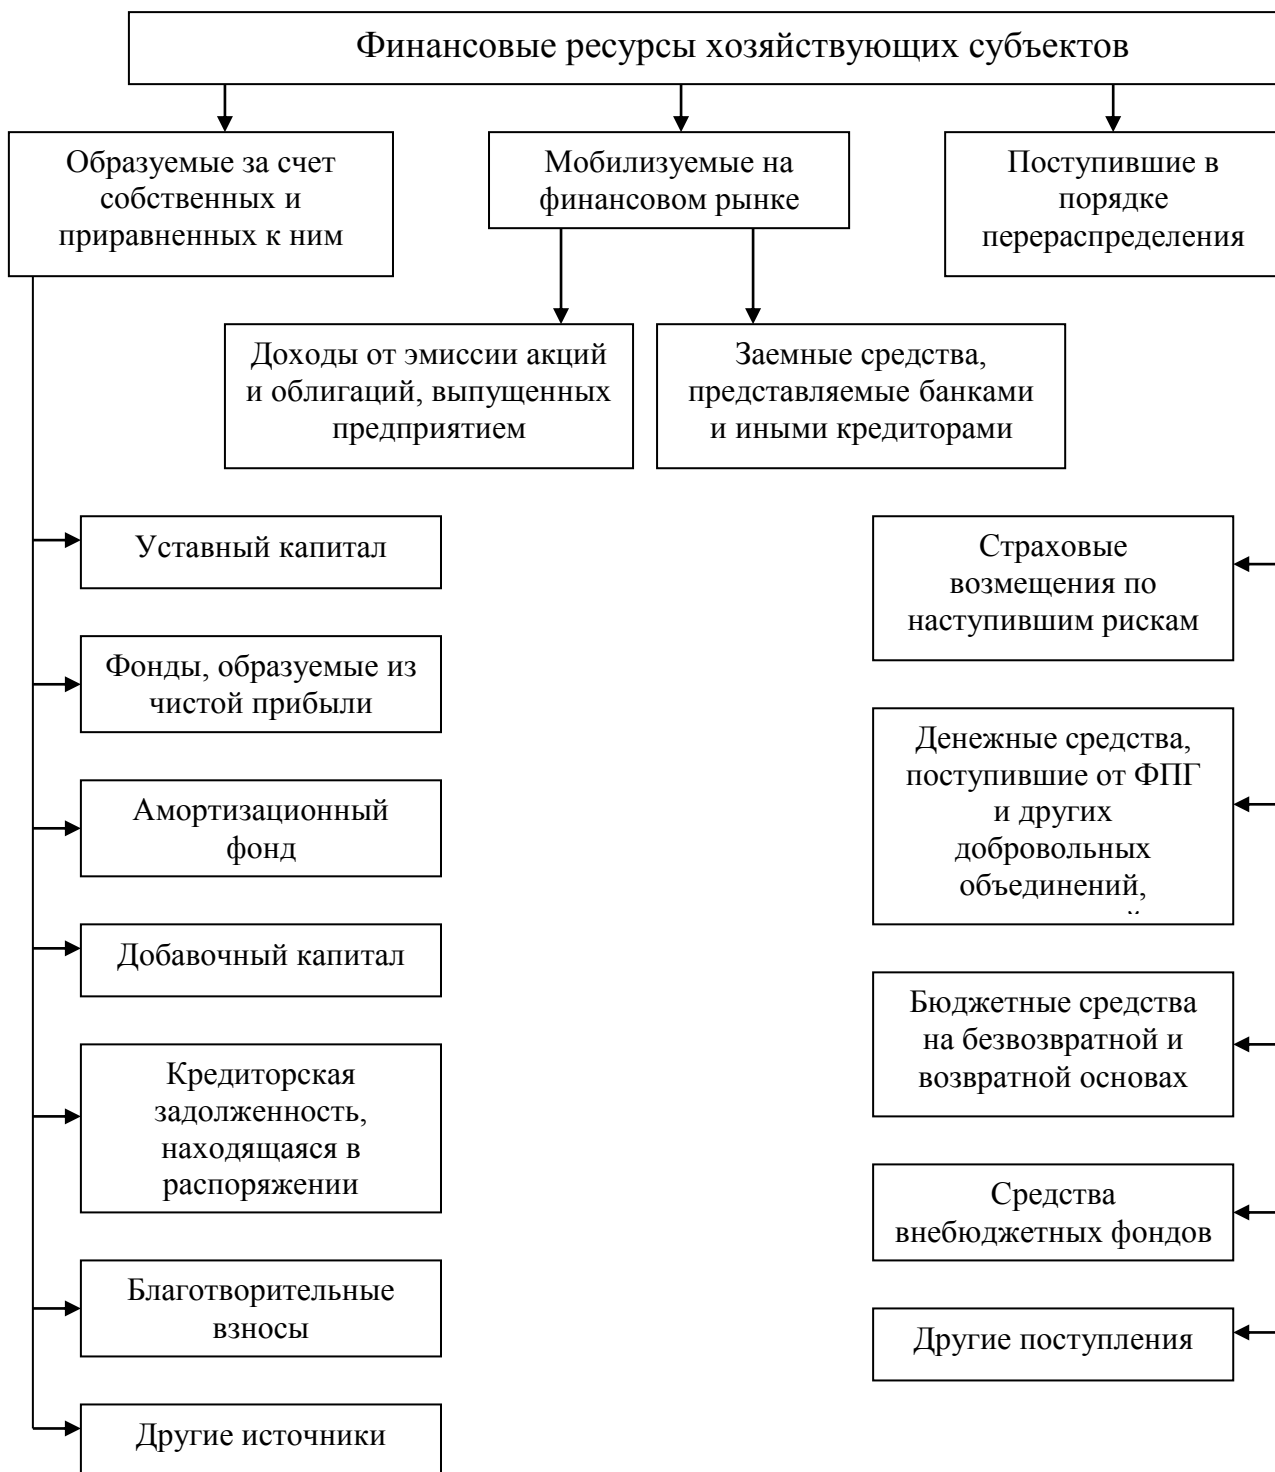 Финансовые ресурсы хозяйствующих субъектов
Образуемые за счет
собственных и
приравненных к ним
Мобилизуемые на
финансовом рынке
Поступившие в
порядке
перераспределения
Доходы от эмиссии акций
и облигаций, выпущенных
предприятием
Заемные средства,
представляемые банками
и иными кредиторами
Уставный капитал
Фонды, образуемые из
чистой прибыли
Амортизационный
фонд
Добавочный капитал
Кредиторская
задолженность,
находящаяся в
распоряжении
Благотворительные
взносы
Другие источники
Страховые
возмещения по
наступившим рискам
Денежные средства,
поступившие от ФПГ
и других
добровольных
объединений,
Бюджетные средства
на безвозвратной и
возвратной основах
Средства
внебюджетных фондов
Другие поступления